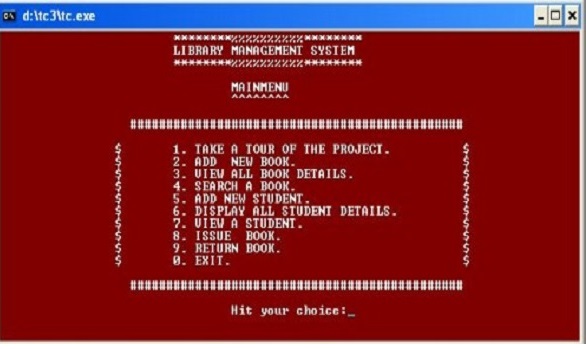 d:\tc3\tc.exe
********%%%%%%%%%%********
LIBRARY MANAGEMENT SYSTEM
********%%%%%%%%%%********
MAINMENU
^^^^^^^^
##############################################
$ 1. TAKE A TOUR OF THE PROJECT. $
$ 2. ADD NEW BOOK. $
$ 3. VIEW ALL BOOK DETAILS. $
$ 4. SEARCH A BOOK. $
$ 5. ADD NEW STUDENT. $
$ 6. DISPLAY ALL STUDENT DETAILS. $
$ 7. VIEW A STUDENT. $
$ 8. ISSUE BOOK. $
$ 9. RETURN BOOK. $
$ 0. EXIT. $
##############################################
Hit your choice:_